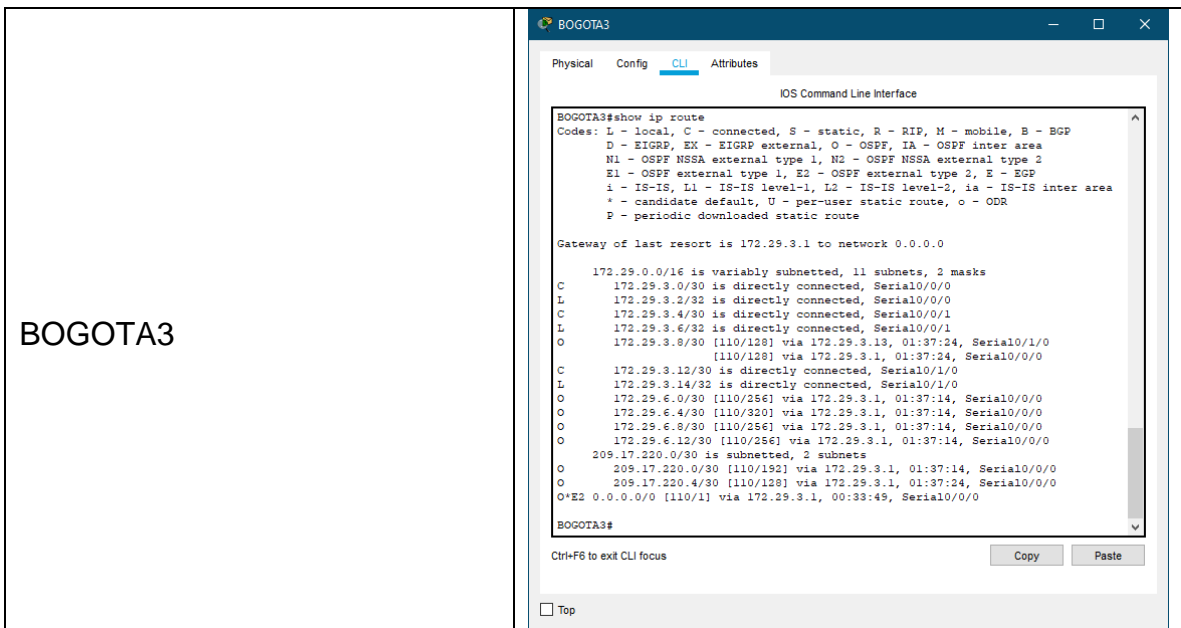 BOGOTA3
BOGOTA3
Physical Config CLI Attributes
IOS Command Line Interface
BOGOTA3#show ip route
Codes: L - local, C - connected, S - static, R - RIP, M - mobile, B - BGP
D - EIGRP, EX - EIGRP external, O - OSPF, IA - OSPF inter area
N1 - OSPF NSSA external type 1, N2 - OSPF NSSA external type 2
E1 - OSPF external type 1, E2 - OSPF external type 2, E - EGP
i - IS-IS, L1 - IS-IS level-1, L2 - IS-IS level-2, ia - IS-IS inter area
* - candidate default, U - per-user static route, o - ODR
P - periodic downloaded static route
Gateway of last resort is 172.29.3.1 to network 0.0.0.0
172.29.0.0/16 is variably subnetted, 11 subnets, 2 masks
C 172.29.3.0/30 is directly connected, Serial0/0/0
L 172.29.3.2/32 is directly connected, Serial0/0/0
C 172.29.3.4/30 is directly connected, Serial0/0/1
L 172.29.3.6/32 is directly connected, Serial0/0/1
O 172.29.3.8/30 [110/128] via 172.29.3.13, 01:37:24, Serial0/1/0
[110/128] via 172.29.3.1, 01:37:24, Serial0/0/0
C 172.29.3.12/30 is directly connected, Serial0/1/0
L 172.29.3.14/32 is directly connected, Serial0/1/0
O 172.29.6.0/30 [110/256] via 172.29.3.1, 01:37:14, Serial0/0/0
O 172.29.6.4/30 [110/320] via 172.29.3.1, 01:37:14, Serial0/0/0
O 172.29.6.8/30 [110/256] via 172.29.3.1, 01:37:14, Serial0/0/0
O 172.29.6.12/30 [110/256] via 172.29.3.1, 01:37:14, Serial0/0/0
209.17.220.0/30 is subnetted, 2 subnets
O 209.17.220.0/30 [110/192] via 172.29.3.1, 01:37:14, Serial0/0/0
O 209.17.220.4/30 [110/128] via 172.29.3.1, 01:37:24, Serial0/0/0
O*E2 0.0.0.0/0 [110/1] via 172.29.3.1, 00:33:49, Serial0/0/0
BOGOTA3#
Ctrl+F6 to exit CLI focus Copy Paste
Top